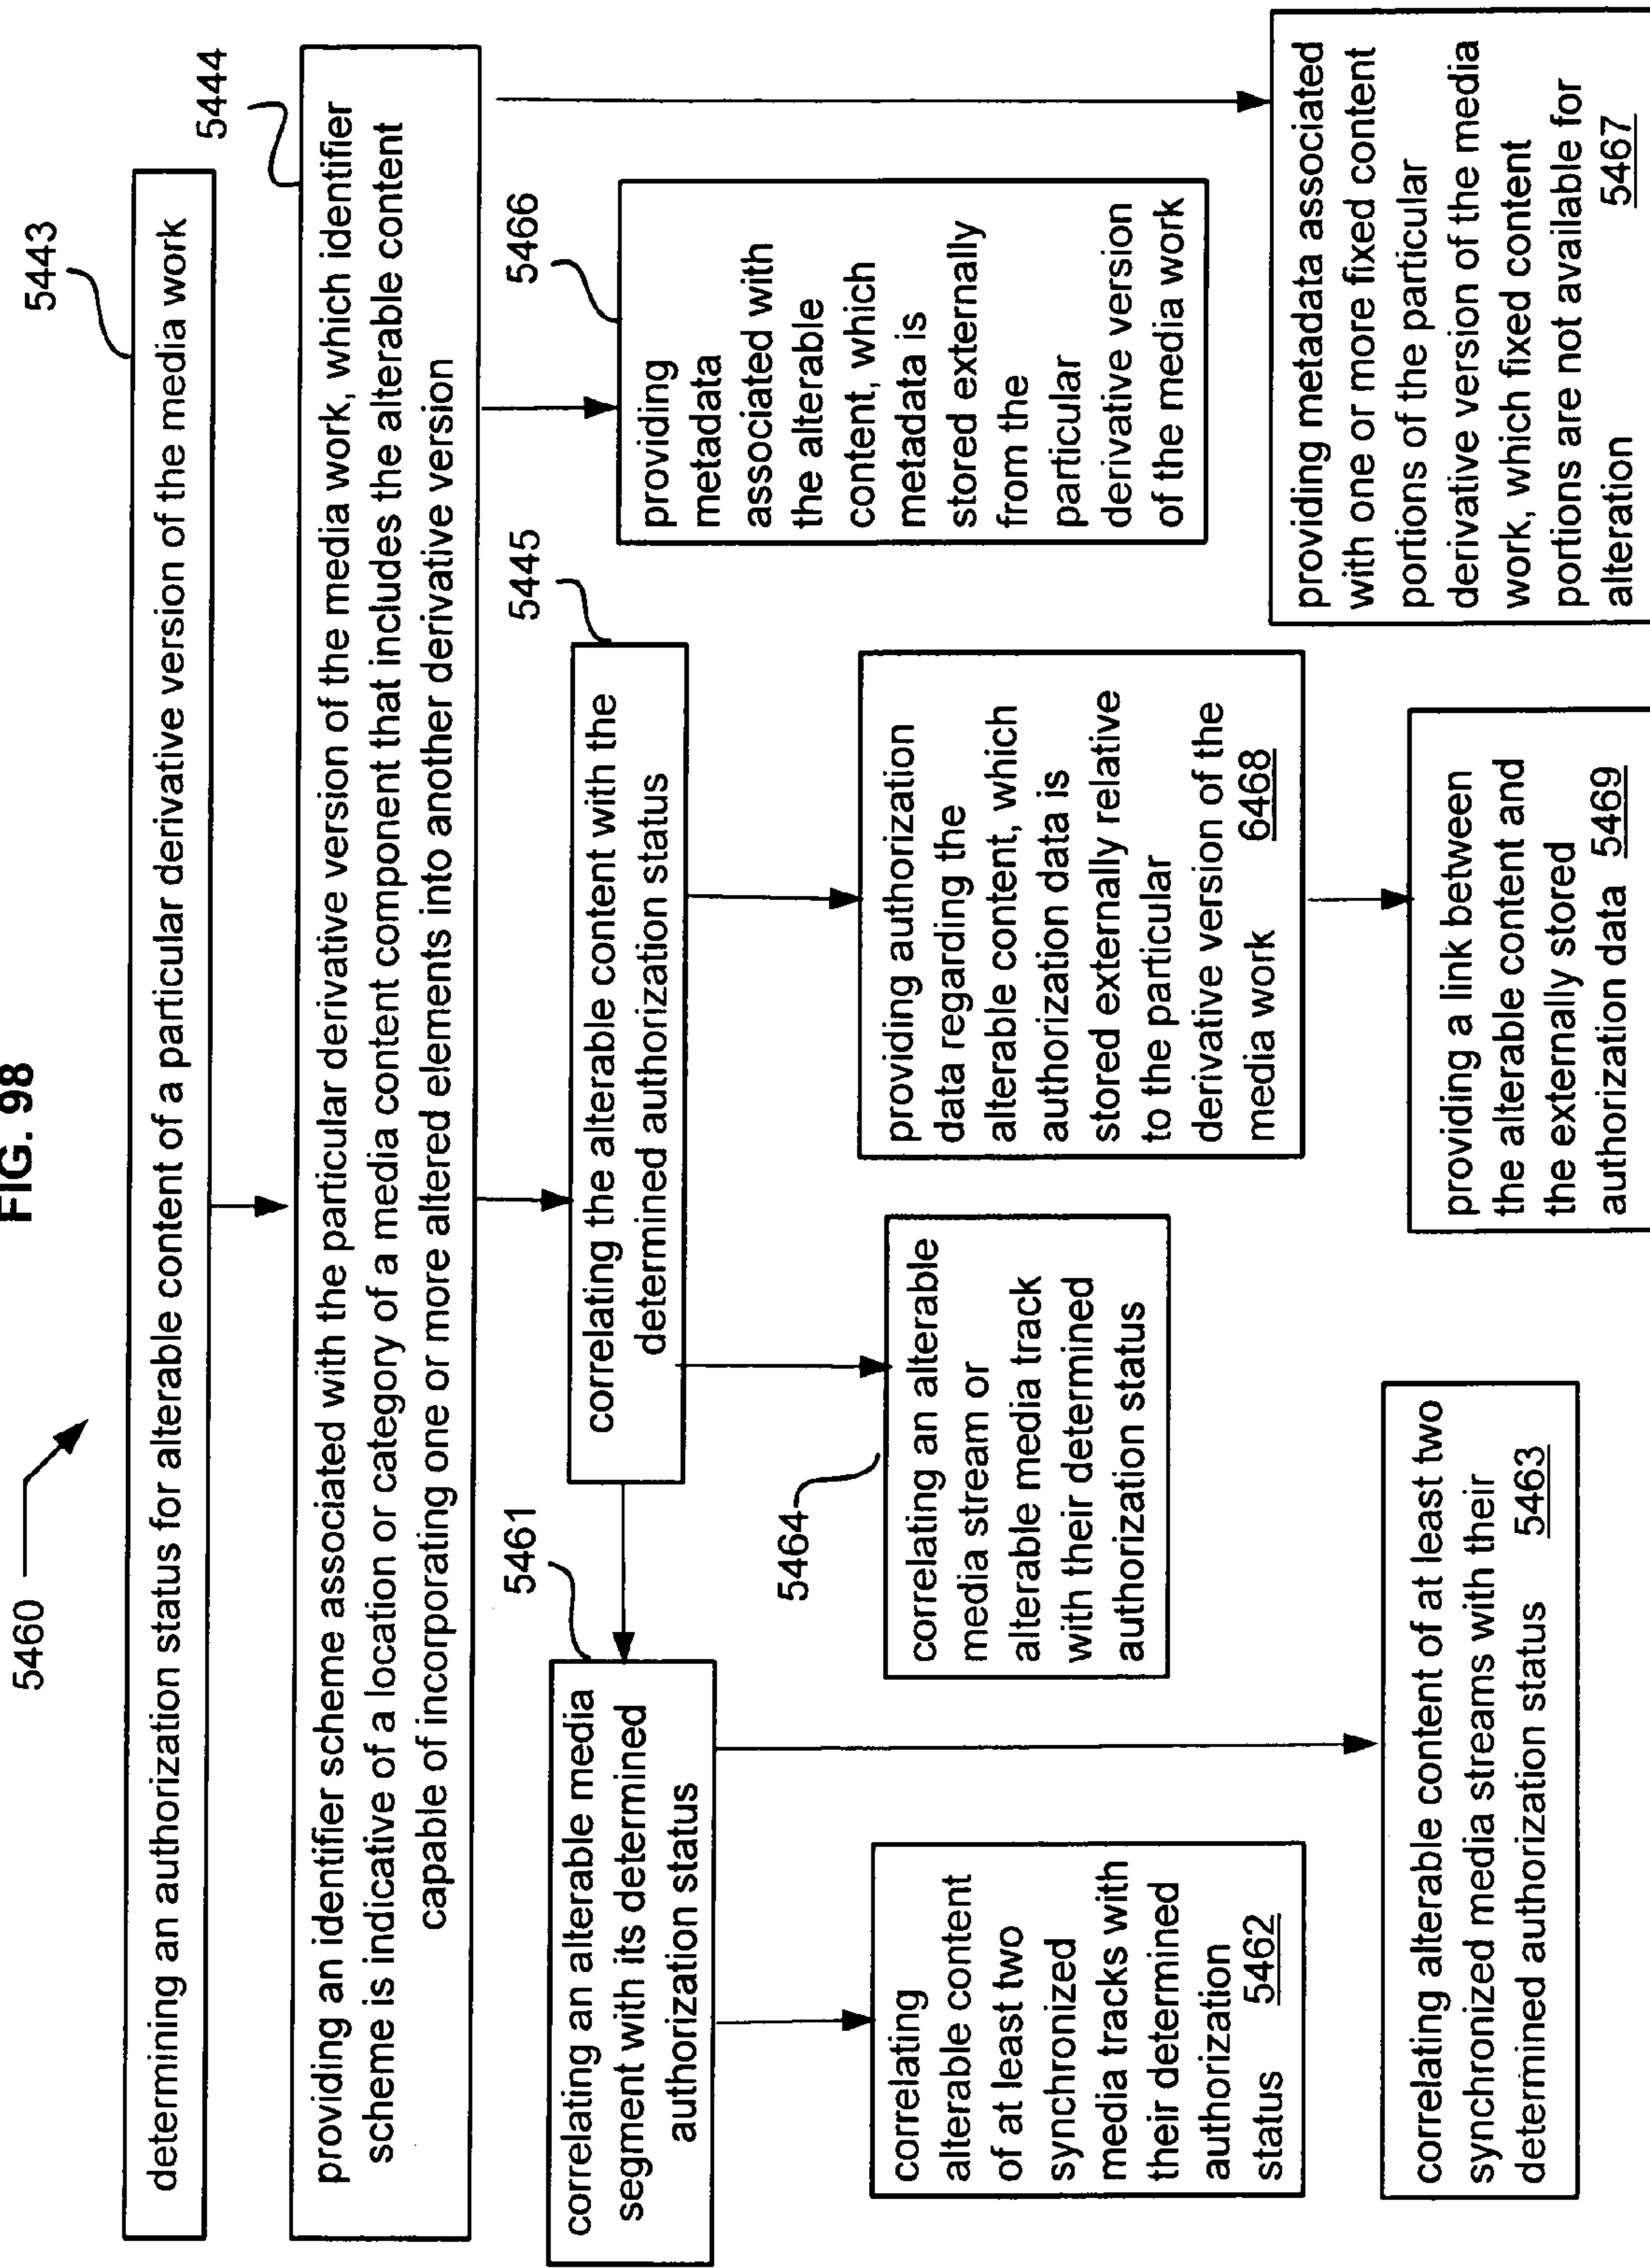 FIG. 98
5460
5443
determining an authorization status for alterable content of a particular derivative version of the media work
5444
providing an identifier scheme associated with the particular derivative version of the media work, which identifier
scheme is indicative of a location or category of a media content component that includes the alterable content
capable of incorporating one or more altered elements into another derivative version
5461
correlating an alterable media
segment with its determined
authorization status
5445
correlating the alterable content with the
determined authorization status
5466
providing
metadata
associated with
the alterable
content, which
metadata is
stored externally
from the
particular
derivative version
of the media work
correlating
alterable content
of at least two
synchronized
media tracks with
their determined
authorization
status 5462
5464
correlating an alterable
media stream or
alterable media track
with their determined
authorization status
providing authorization
data regarding the
alterable content, which
authorization data is
stored externally relative
to the particular
derivative version of the
media work 6468
providing metadata associated
with one or more fixed content
portions of the particular
derivative version of the media
work, which fixed content
portions are not available for
alteration 5467
correlating alterable content of at least two
synchronized media streams with their
determined authorization status 5463
providing a link between
the alterable content and
the externally stored
authorization data 5469